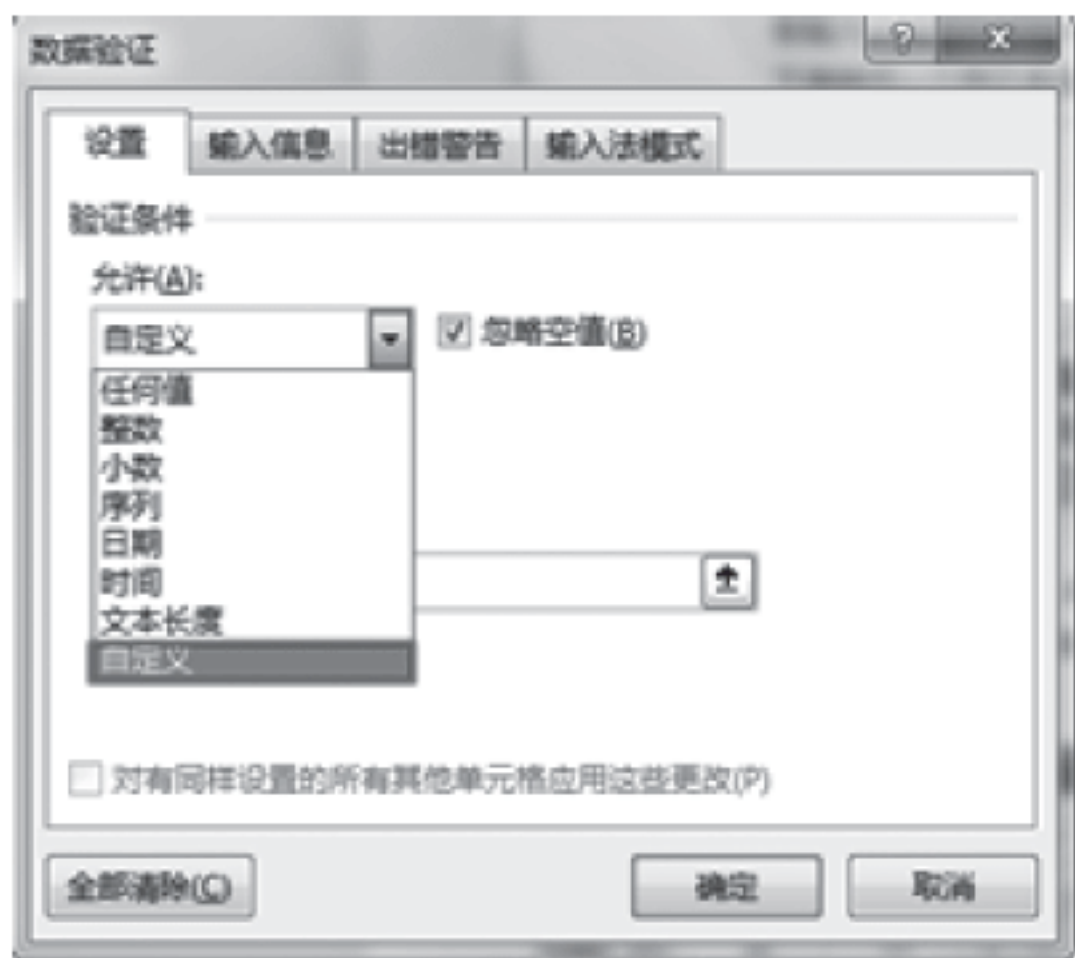 数据验证
设置 输入信息 出错警告 输入法模式
验证条件
允许(A):
自定义 忽略空值(B)
任何值
整数
小数
序列
日期
时间
文本长度
自定义
对有同样设置的所有其他单元格应用这些更改(P)
全部清除(C) 确定 取消